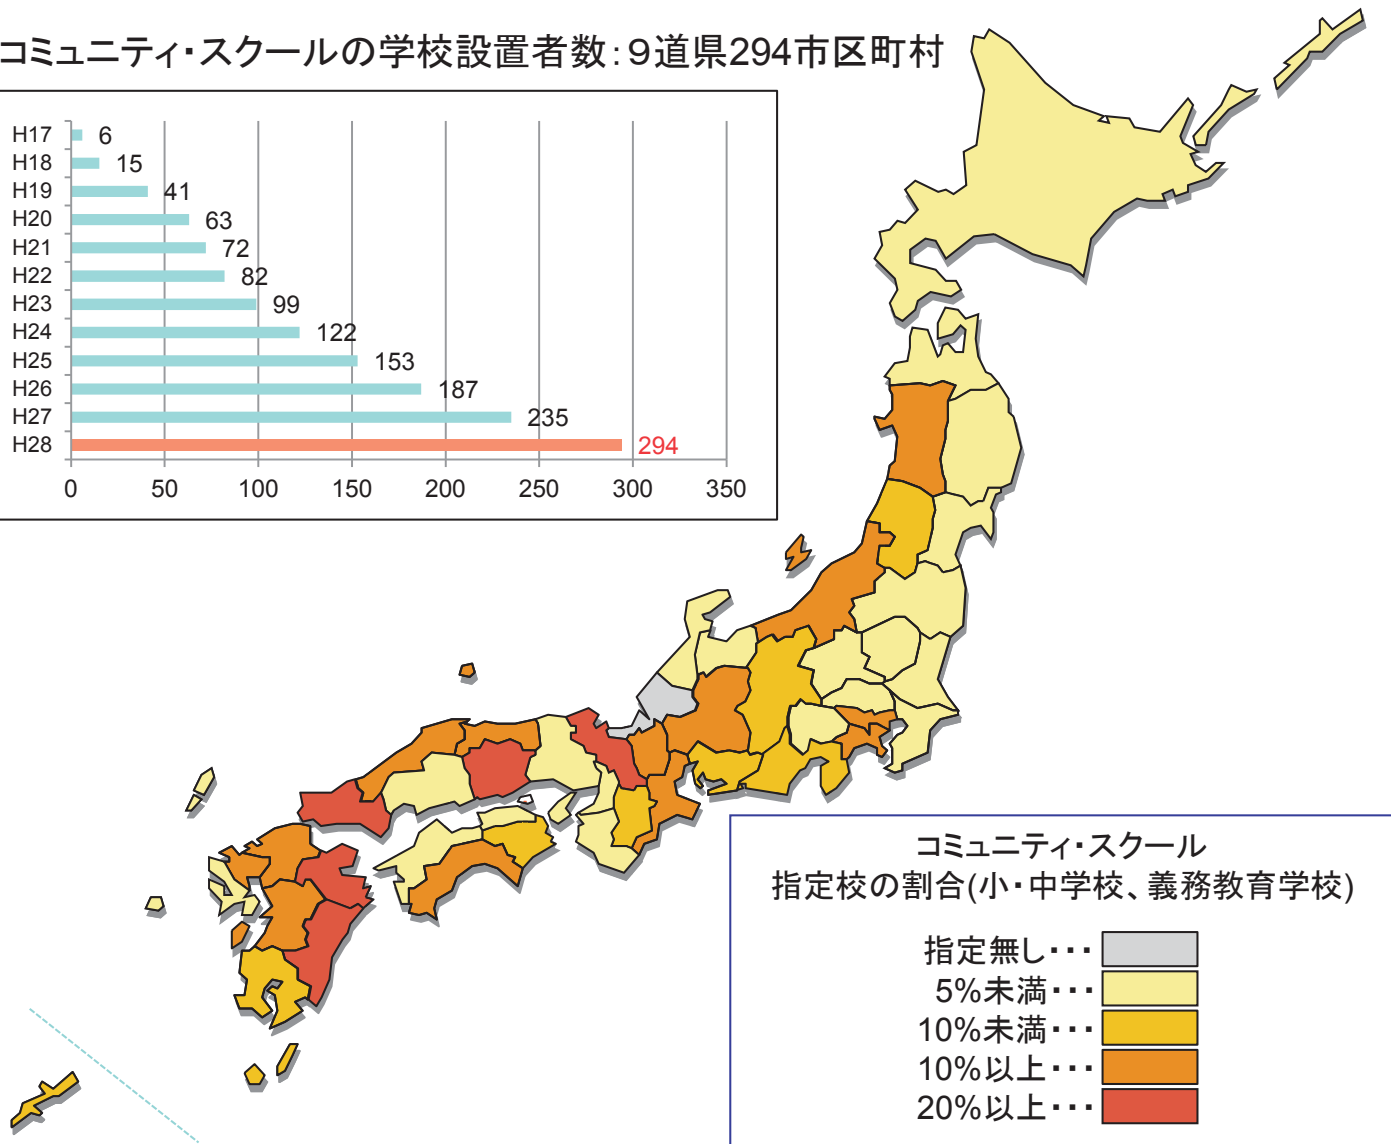 コミュニティ・スクールの学校設置者数：９道県294市区町村
H17 6
H18 15
H19 41
H20 63
H21 72
H22 82
H23 99
H24 122
H25 153
H26 187
H27 235
H28 294
0 50 100 150 200 250 300 350
コミュニティ・スクール
指定校の割合(小・中学校、義務教育学校)
指定無し・・・
5%未満・・・
10%未満・・・
10%以上・・・
20%以上・・・